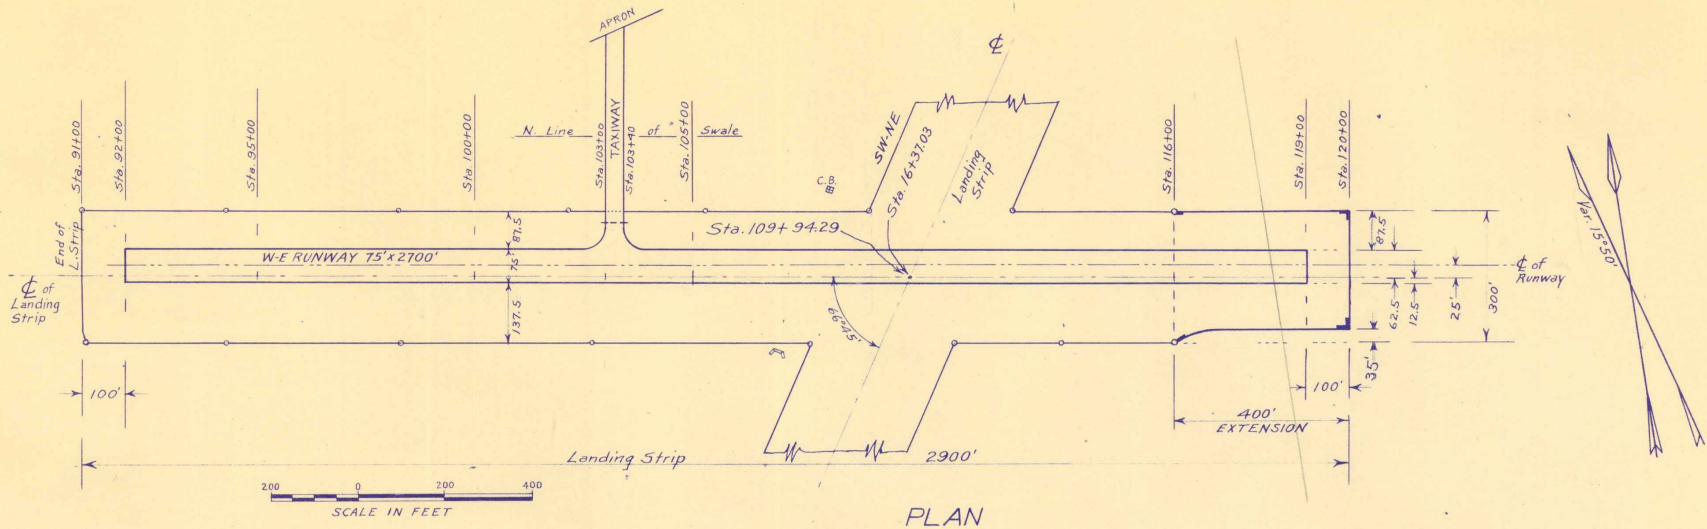 APRON
℄
Sta. 91+00
Sta. 92+00
Sta. 95+00
Sta. 100+00
Sta. 103+00
TAXIWAY
Sta. 103+40
Sta. 105+00
N. Line of Swale
SW-NE
Sta. 16+37.03
Landing
Strip
C.B.
Sta. 109+94.29
Sta. 116+00
Sta. 119+00
Sta. 120+00
Var. 15°50'
End of
L. Strip
87.5
75'
137.5
W-E RUNWAY 75'x2700'
℄ of
Landing
Strip
66°45'
87.5
62.5
12.5
25'
300'
35'
℄ of
Runway
100'
100'
400'
EXTENSION
Landing Strip 2900'
200 0 200 400
SCALE IN FEET
PLAN